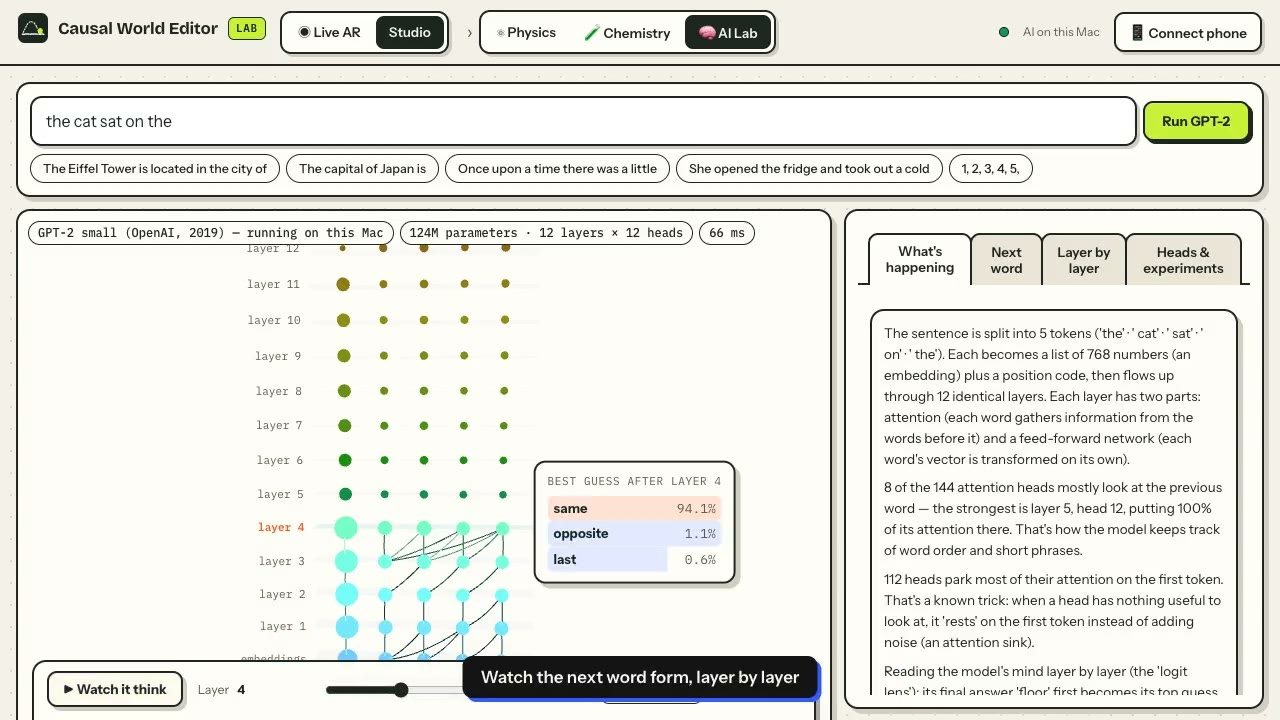 Causal World Editor
LAB
Live AR
Studio
›
Physics
Chemistry
AI Lab
AI on this Mac
Connect phone
the cat sat on the
Run GPT-2
The Eiffel Tower is located in the city of
The capital of Japan is
Once upon a time there was a little
She opened the fridge and took out a cold
1, 2, 3, 4, 5,
GPT-2 small (OpenAI, 2019) — running on this Mac
124M parameters · 12 layers × 12 heads
66 ms
layer 12
layer 11
layer 10
layer 9
layer 8
layer 7
layer 6
layer 5
layer 4
layer 3
layer 2
layer 1
embeddings
BEST GUESS AFTER LAYER 4
same 94.1%
opposite 1.1%
last 0.6%
Watch it think
Layer 4
Watch the next word form, layer by layer
What's
happening
Next
word
Layer by
layer
Heads &
experiments
The sentence is split into 5 tokens ('the' · ' cat' · ' sat' · '
on' · ' the'). Each becomes a list of 768 numbers (an
embedding) plus a position code, then flows up
through 12 identical layers. Each layer has two parts:
attention (each word gathers information from the
words before it) and a feed-forward network (each
word's vector is transformed on its own).
8 of the 144 attention heads mostly look at the previous
word — the strongest is layer 5, head 12, putting 100%
of its attention there. That's how the model keeps track
of word order and short phrases.
112 heads park most of their attention on the first token.
That's a known trick: when a head has nothing useful to
look at, it 'rests' on the first token instead of adding
noise (an attention sink).
Reading the model's mind layer by layer (the 'logit
lens'): its final answer 'floor' first becomes its top guess